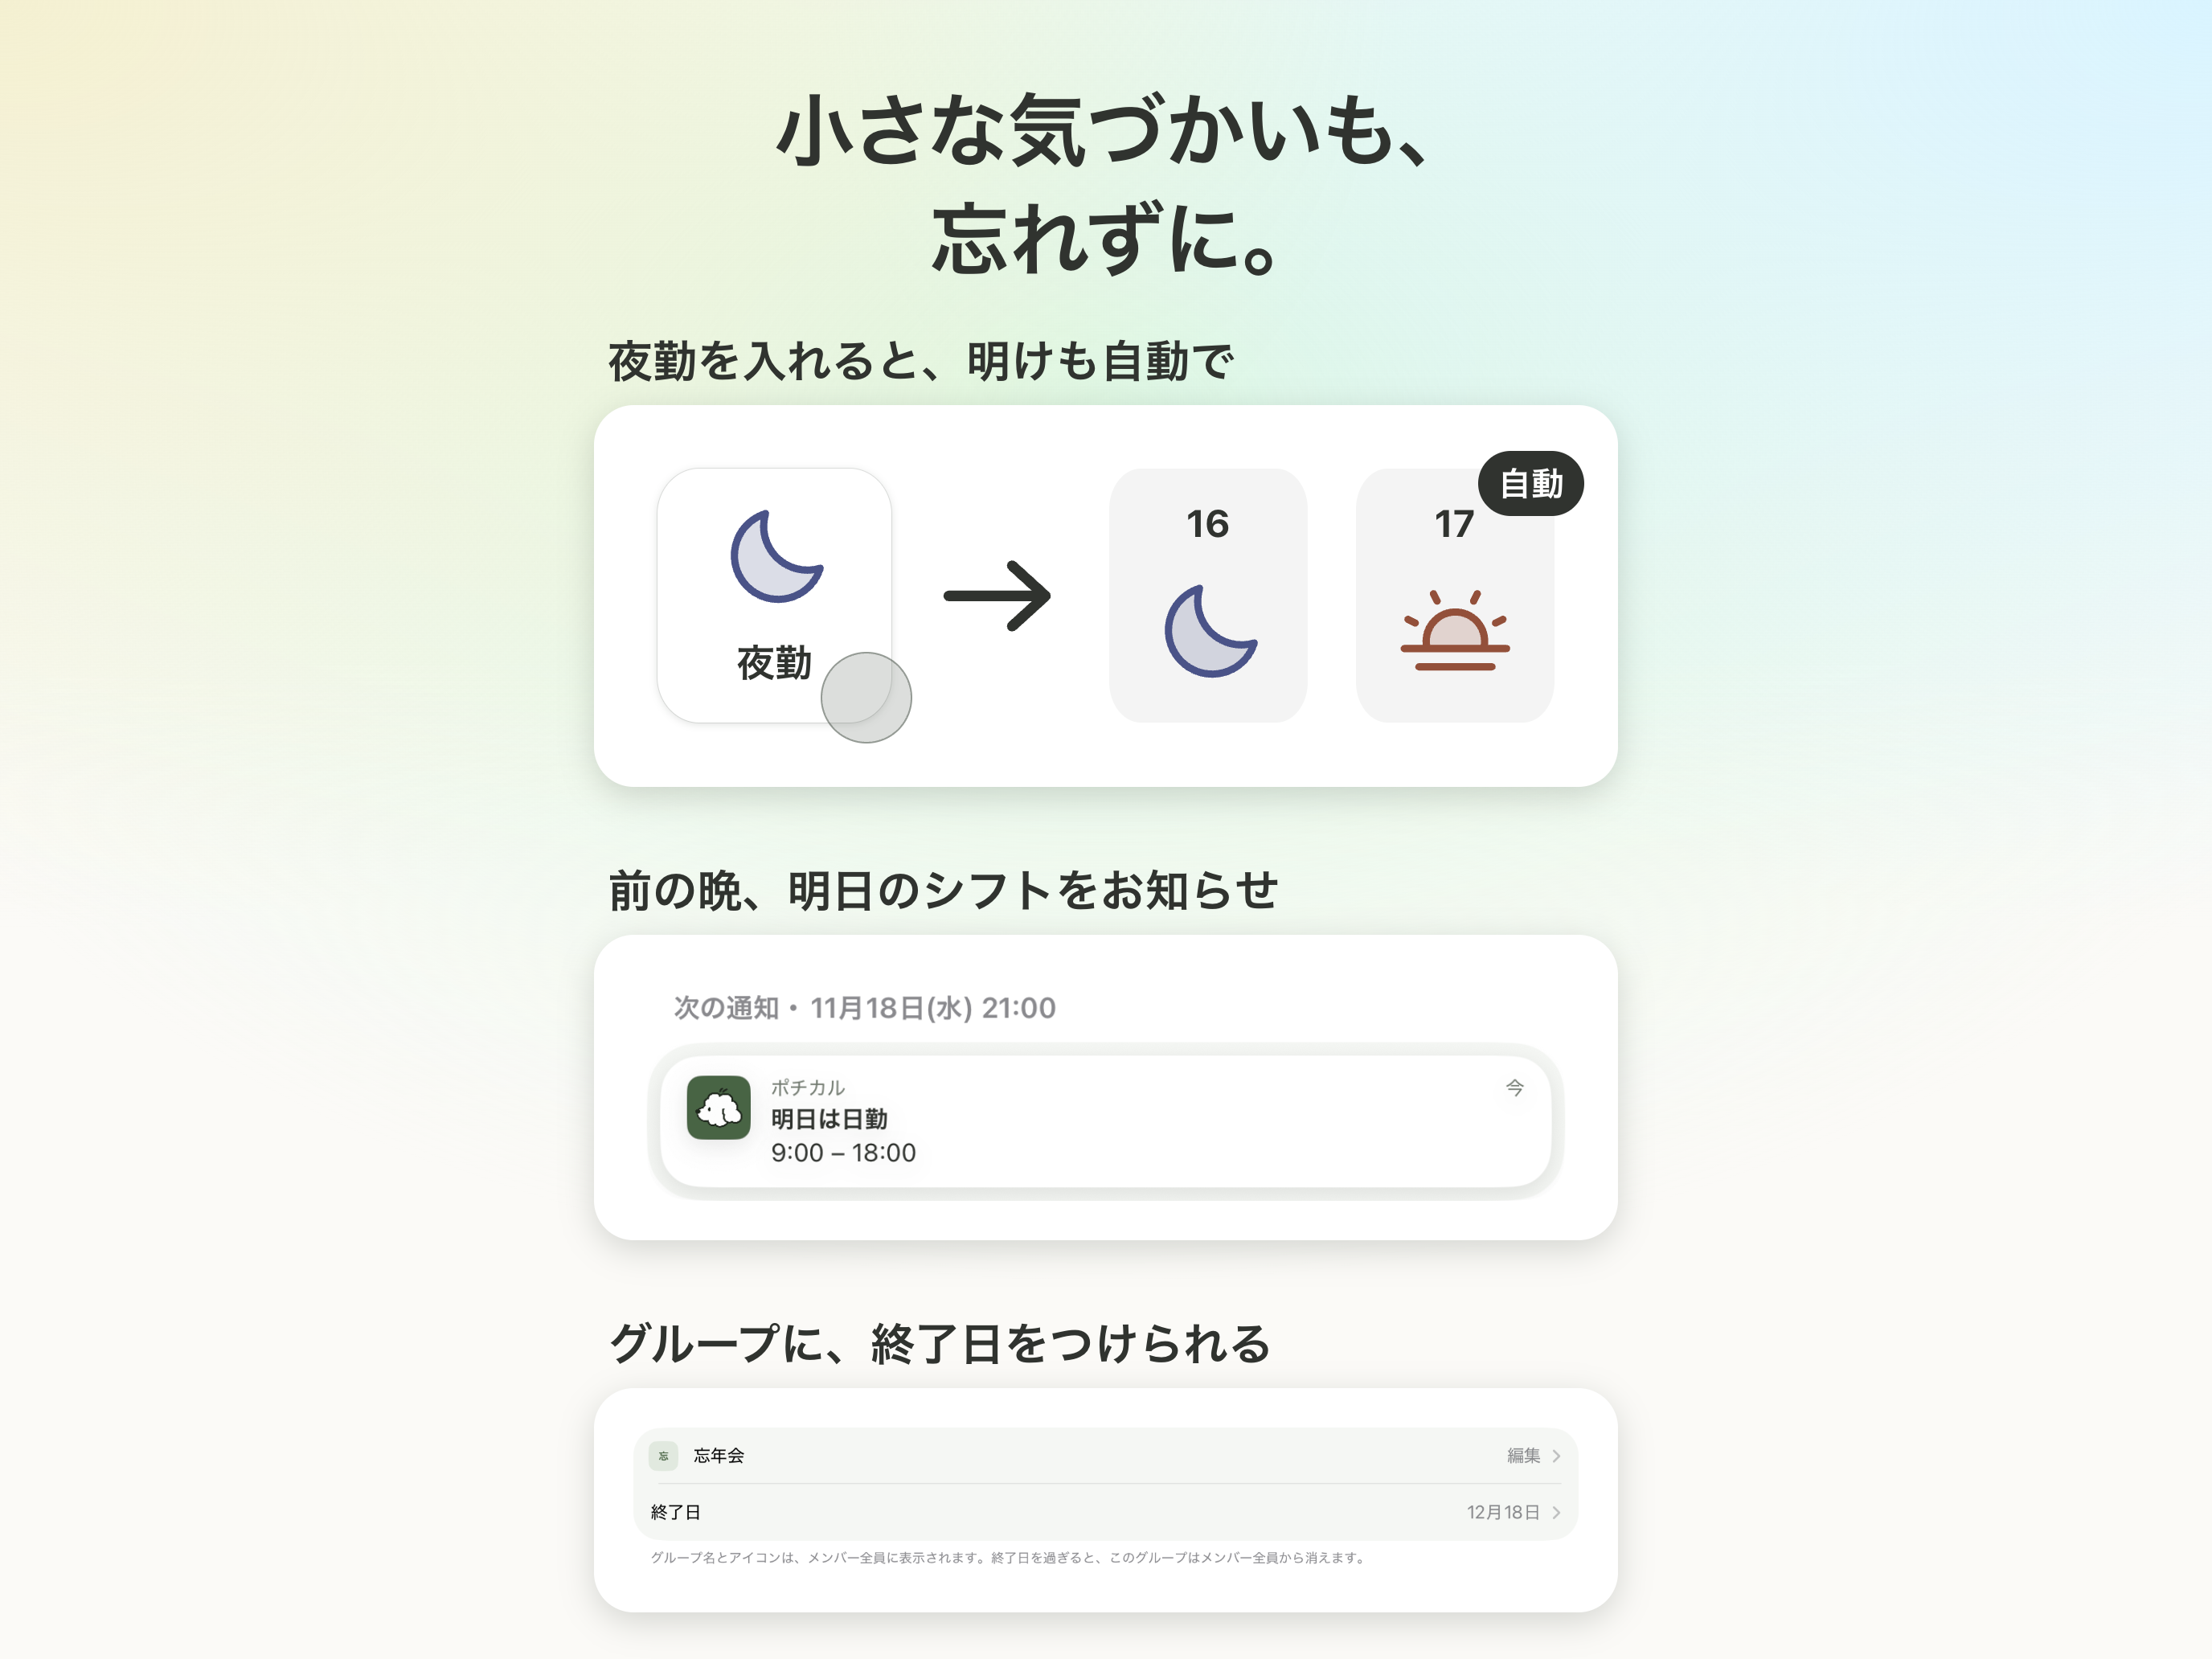 小さな気づかいも、
忘れずに。
夜勤を入れると、明けも自動で
夜勤
16
17
自動
前の晩、明日のシフトをお知らせ
次の通知・11月18日(水) 21:00
ポチカル
今
明日は日勤
9:00 – 18:00
グループに、終了日をつけられる
忘 忘年会 編集
終了日 12月18日
グループ名とアイコンは、メンバー全員に表示されます。終了日を過ぎると、このグループはメンバー全員から消えます。